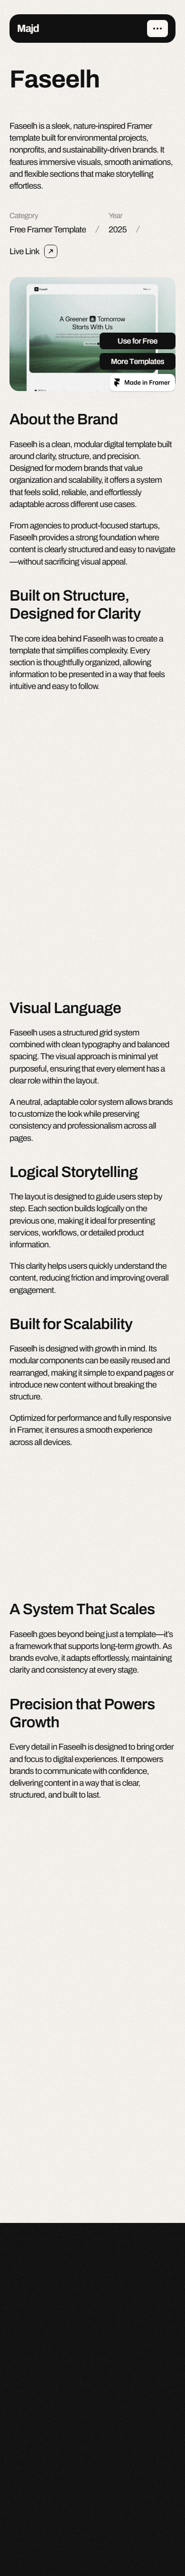 Majd
Faseelh
Faseelh is a sleek, nature-inspired Framer
template built for environmental projects,
nonprofits, and sustainability-driven brands. It
features immersive visuals, smooth animations,
and flexible sections that make storytelling
effortless.
Category
Year
Free Framer Template / 2025 /
Live Link
A Greener Tomorrow
Starts With Us
Use for Free
More Templates
Made in Framer
About the Brand
Faseelh is a clean, modular digital template built
around clarity, structure, and precision.
Designed for modern brands that value
organization and scalability, it offers a system
that feels solid, reliable, and effortlessly
adaptable across different use cases.
From agencies to product-focused startups,
Faseelh provides a strong foundation where
content is clearly structured and easy to navigate
—without sacrificing visual appeal.
Built on Structure,
Designed for Clarity
The core idea behind Faseelh was to create a
template that simplifies complexity. Every
section is thoughtfully organized, allowing
information to be presented in a way that feels
intuitive and easy to follow.
Visual Language
Faseelh uses a structured grid system
combined with clean typography and balanced
spacing. The visual approach is minimal yet
purposeful, ensuring that every element has a
clear role within the layout.
A neutral, adaptable color system allows brands
to customize the look while preserving
consistency and professionalism across all
pages.
Logical Storytelling
The layout is designed to guide users step by
step. Each section builds logically on the
previous one, making it ideal for presenting
services, workflows, or detailed product
information.
This clarity helps users quickly understand the
content, reducing friction and improving overall
engagement.
Built for Scalability
Faseelh is designed with growth in mind. Its
modular components can be easily reused and
rearranged, making it simple to expand pages or
introduce new content without breaking the
structure.
Optimized for performance and fully responsive
in Framer, it ensures a smooth experience
across all devices.
A System That Scales
Faseelh goes beyond being just a template—it's
a framework that supports long-term growth. As
brands evolve, it adapts effortlessly, maintaining
clarity and consistency at every stage.
Precision that Powers
Growth
Every detail in Faseelh is designed to bring order
and focus to digital experiences. It empowers
brands to communicate with confidence,
delivering content in a way that is clear,
structured, and built to last.